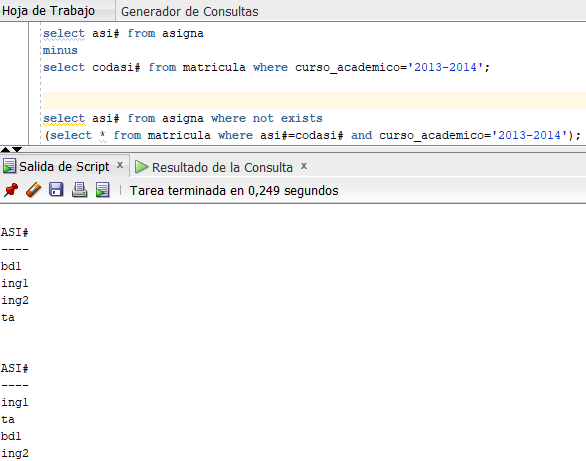 Hoja de Trabajo Generador de Consultas
select asi# from asigna
minus
select codasi# from matricula where curso_academico='2013-2014';
select asi# from asigna where not exists
(select * from matricula where asi#=codasi# and curso_academico='2013-2014');
Salida de Script x Resultado de la Consulta x
Tarea terminada en 0,249 segundos
ASI#
----
bd1
ing1
ing2
ta
ASI#
----
ing1
ta
bd1
ing2